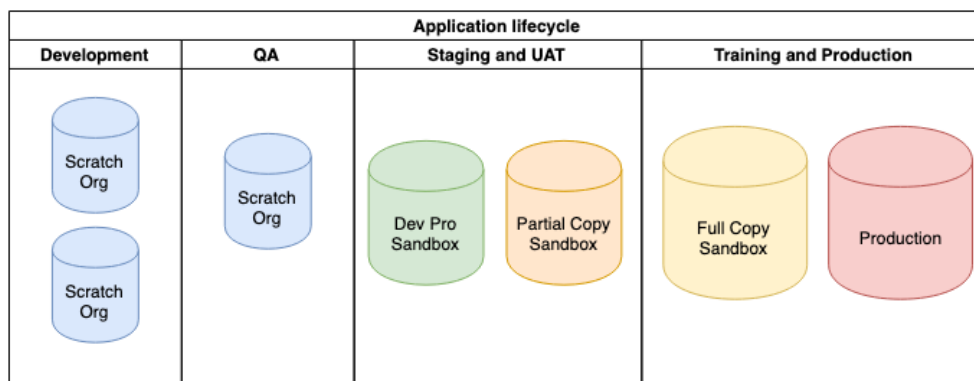 Application lifecycle
Development
QA
Staging and UAT
Training and Production
Scratch
Org
Scratch
Org
Scratch
Org
Dev Pro
Sandbox
Partial Copy
Sandbox
Full Copy
Sandbox
Production